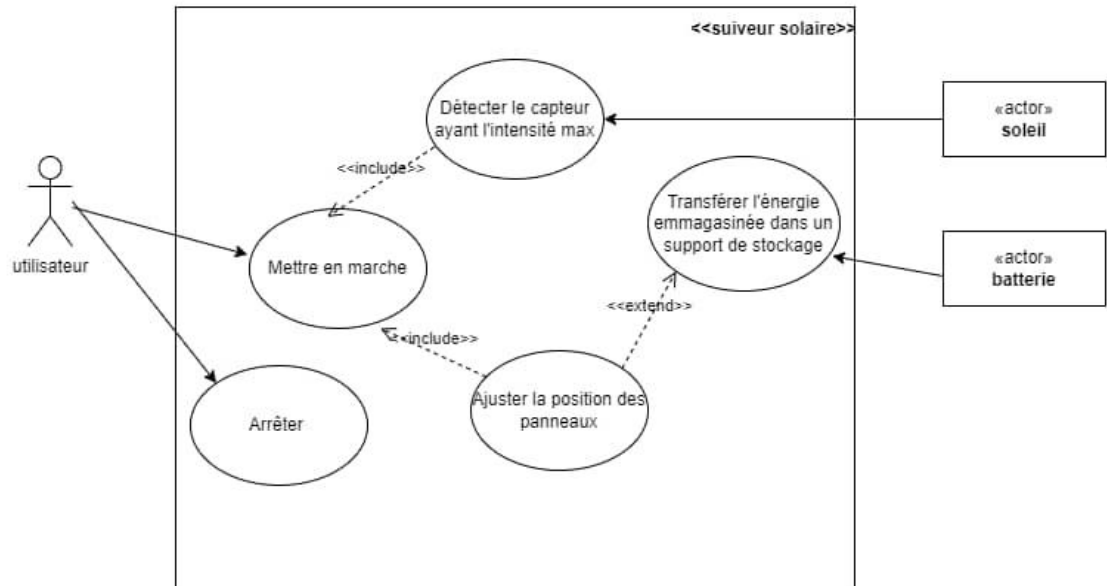 <<suiveur solaire>>
Détecter le capteur
ayant l'intensité max
«actor»
soleil
<<include>>
Transférer l'énergie
emmagasinée dans un
support de stockage
utilisateur
Mettre en marche
«actor»
batterie
<<extend>>
<<include>>
Ajuster la position des
panneaux
Arrêter